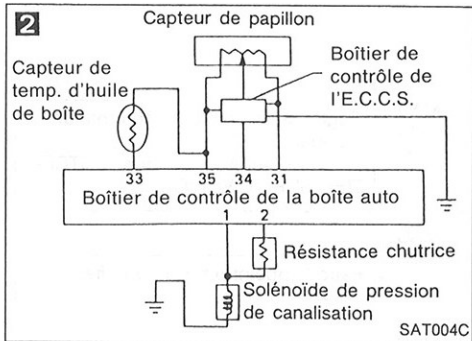 2
Capteur de papillon
Capteur de
temp. d'huile
de boîte
Boîtier de
contrôle de
l'E.C.C.S.
33 35 34 31
Boîtier de contrôle de la boîte auto
1 2
Résistance chutrice
Solénoïde de pression
de canalisation
SAT004C